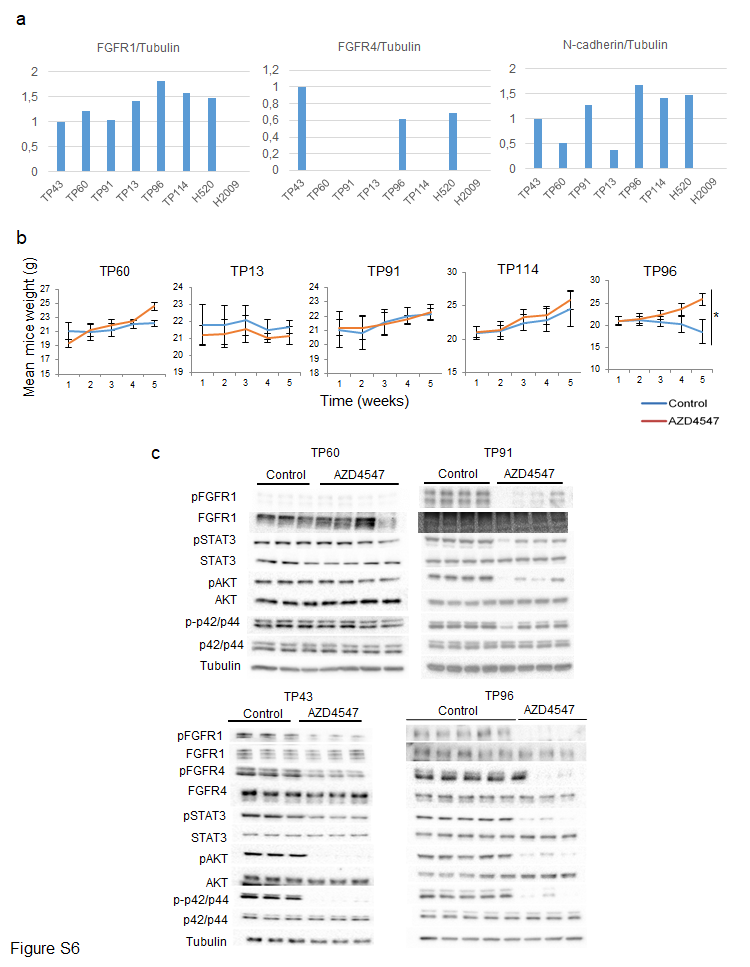 a
FGFR1/Tubulin
2
1,5
1
0,5
0
TP43 TP60 TP91 TP13 TP96 TP114 H520 H2009
FGFR4/Tubulin
1,2
1
0,8
0,6
0,4
0,2
0
TP43 TP60 TP91 TP13 TP96 TP114 H520 H2009
N-cadherin/Tubulin
2
1,5
1
0,5
0
TP43 TP60 TP91 TP13 TP96 TP114 H520 H2009
b
Mean mice weight (g)
TP60
27
25
23
21
19
17
15
1 2 3 4 5
TP13
24
23
22
21
20
19
18
1 2 3 4 5
TP91
24
23
22
21
20
19
18
1 2 3 4 5
TP114
30
25
20
15
1 2 3 4 5
TP96
30
25
20
15
10
1 2 3 4 5
*
Time (weeks)
Control
AZD4547
c
TP60
Control AZD4547
TP91
Control AZD4547
pFGFR1
FGFR1
pSTAT3
STAT3
pAKT
AKT
p-p42/p44
p42/p44
Tubulin
TP43
Control AZD4547
TP96
Control AZD4547
pFGFR1
FGFR1
pFGFR4
FGFR4
pSTAT3
STAT3
pAKT
AKT
p-p42/p44
p42/p44
Tubulin
Figure S6